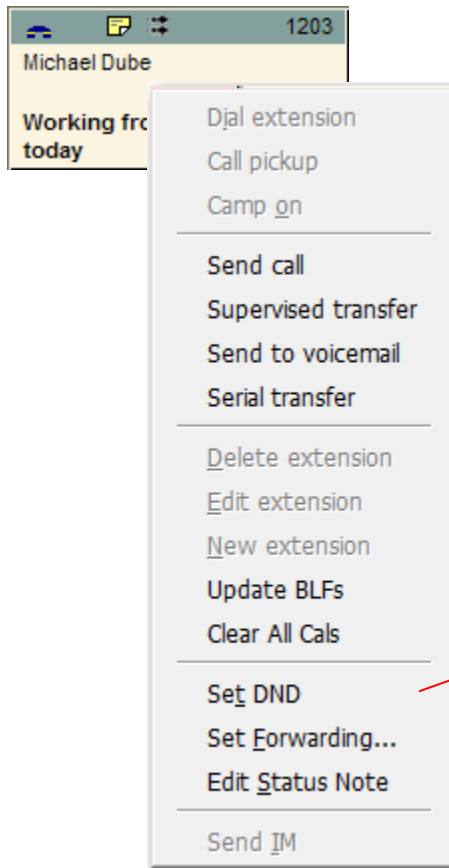 1203
Michael Dube
Working fro
today
Dial extension
Call pickup
Camp on
Send call
Supervised transfer
Send to voicemail
Serial transfer
Delete extension
Edit extension
New extension
Update BLFs
Clear All Cals
Set DND
Set Forwarding...
Edit Status Note
Send IM